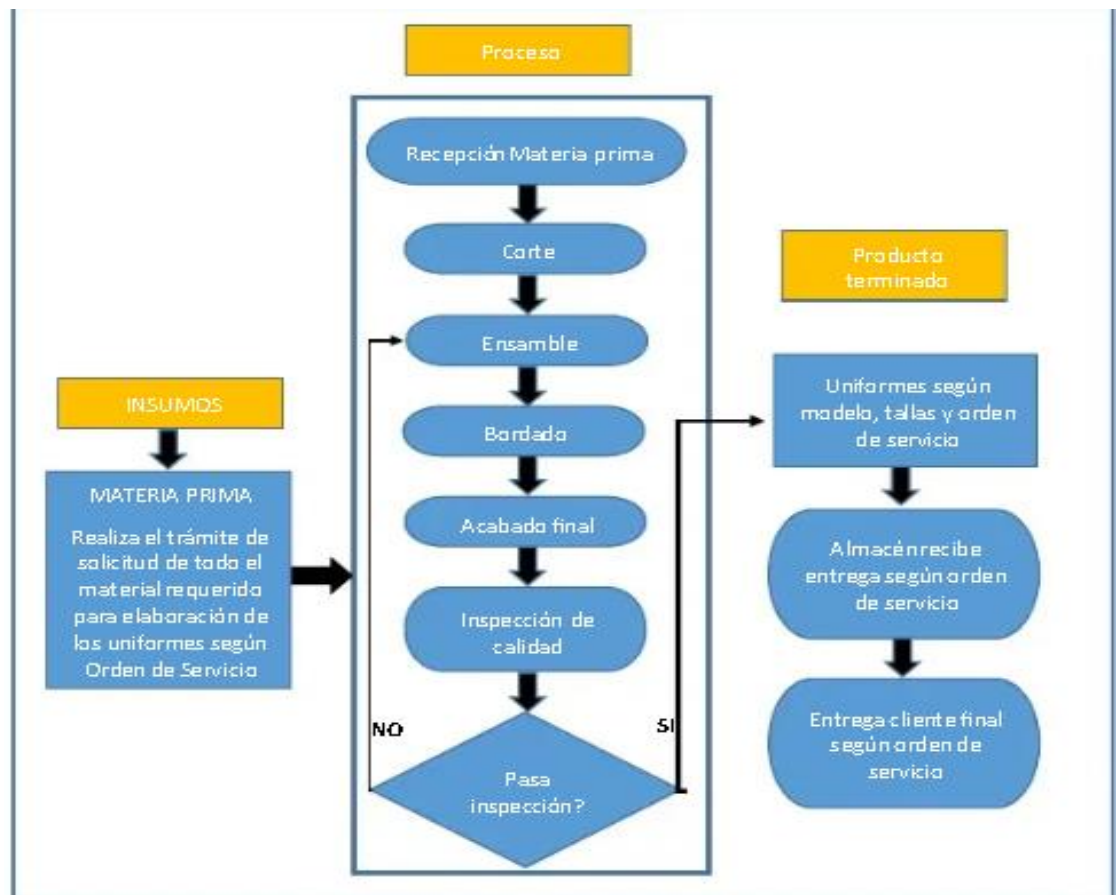 Proceso
Recepción Materia prima
Corte
Ensamble
Bordado
Acabado final
Inspección de
calidad
NO
SI
Pasa
inspección?
INSUMOS
MATERIA PRIMA
Realiza el trámite de
solicitud de todo el
material requerido
para elaboración de
los uniformes según
Orden de Servicio
Producto
terminado
Uniformes según
modelo, tallas y orden
de servicio
Almacén recibe
entrega según orden
de servicio
Entrega cliente final
según orden de
servicio